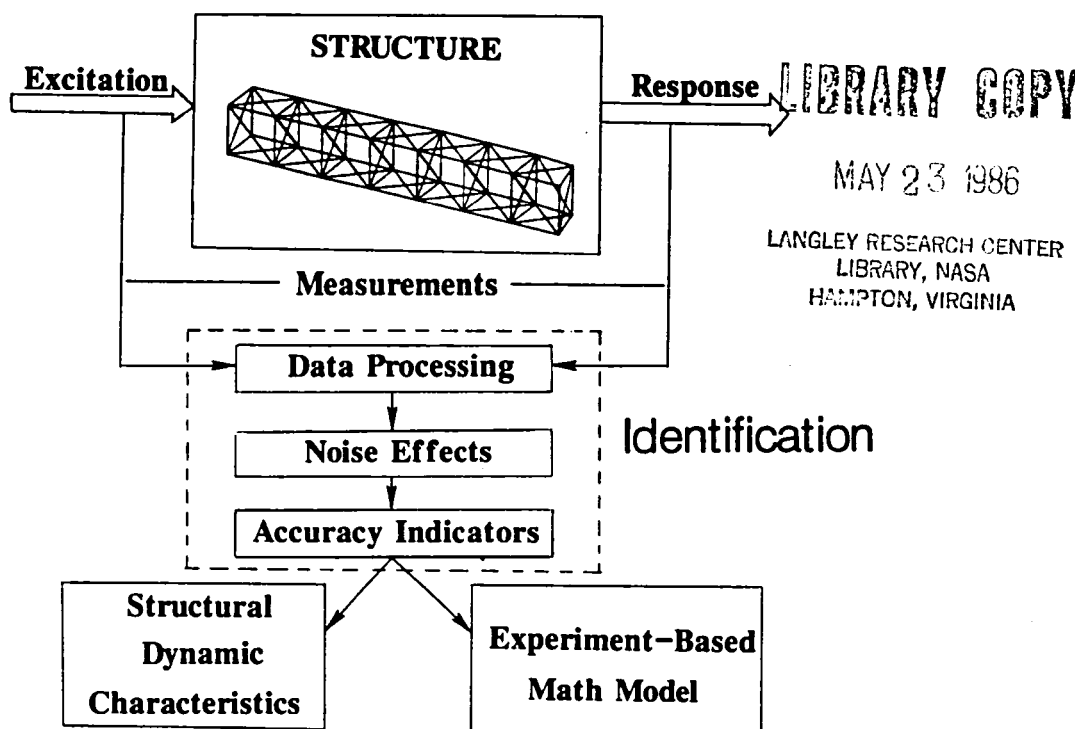 STRUCTURE
Excitation
Response
LIBRARY COPY
MAY 23 1986
LANGLEY RESEARCH CENTER
LIBRARY, NASA
HAMPTON, VIRGINIA
Measurements
Data Processing
Noise Effects
Identification
Accuracy Indicators
Structural
Dynamic
Characteristics
Experiment-Based
Math Model